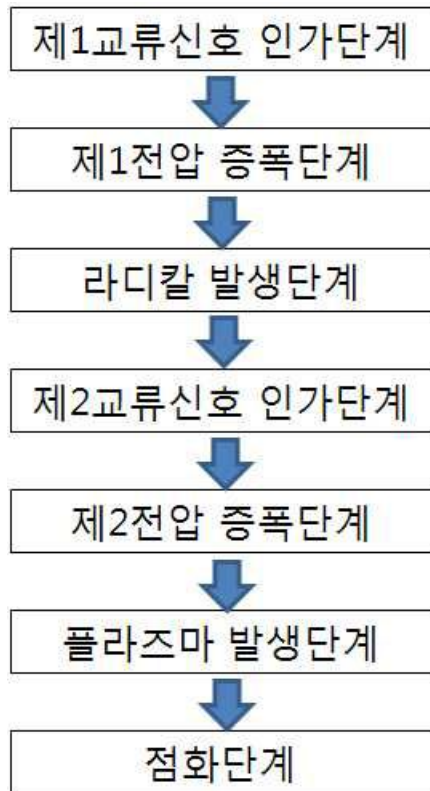 제1교류신호 인가단계
제1전압 증폭단계
라디칼 발생단계
제2교류신호 인가단계
제2전압 증폭단계
플라즈마 발생단계
점화단계